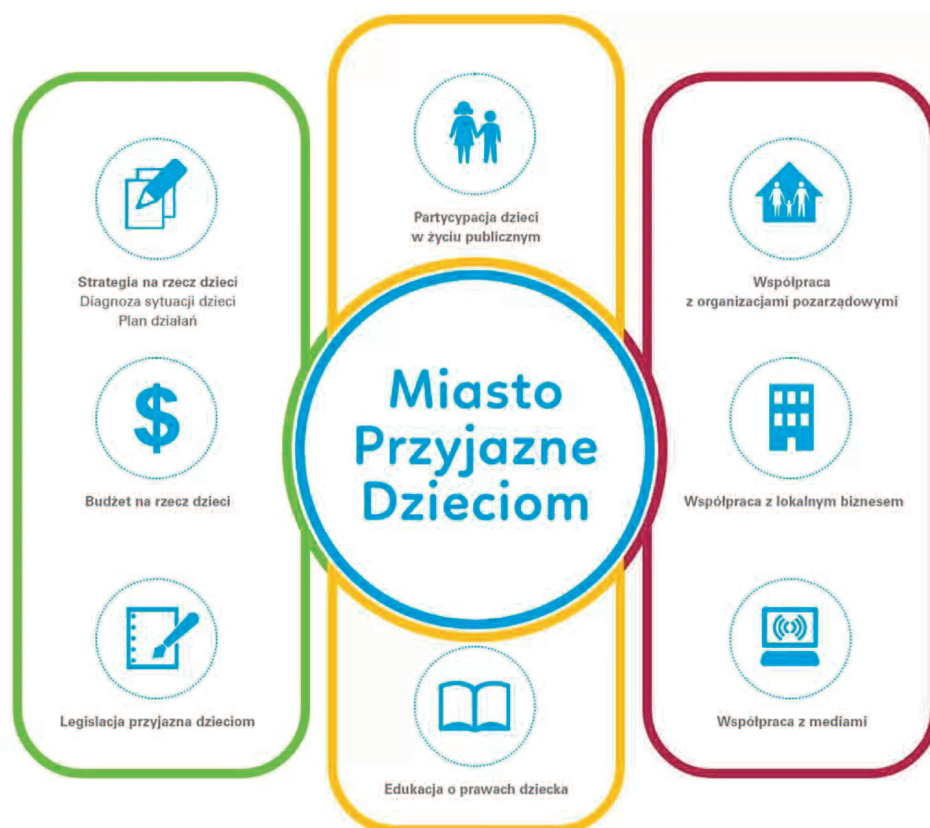 Strategia na rzecz dzieci
Diagnoza sytuacji dzieci
Plan działań
Budżet na rzecz dzieci
Legislacja przyjazna dzieciom
Partycypacja dzieci
w życiu publicznym
Miasto
Przyjazne
Dzieciom
Edukacja o prawach dziecka
Współpraca
z organizacjami pozarządowymi
Współpraca z lokalnym biznesem
Współpraca z mediami